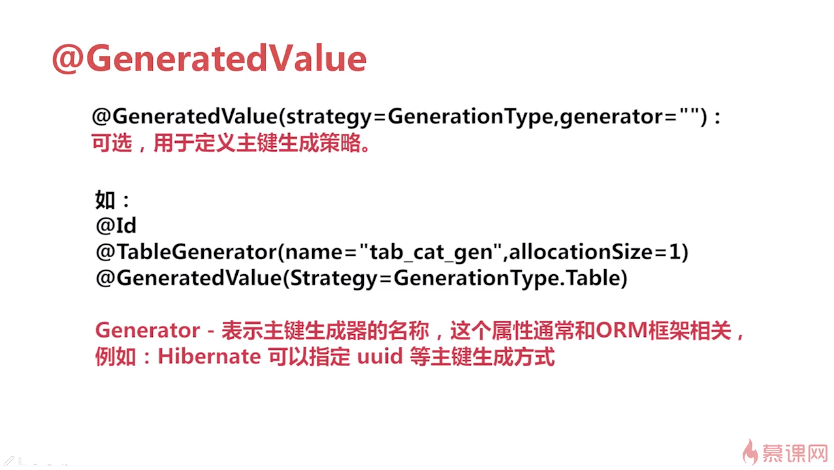 @GeneratedValue
@GeneratedValue(strategy=GenerationType,generator="")：
可选，用于定义主键生成策略。
如：
@Id
@TableGenerator(name="tab_cat_gen",allocationSize=1)
@GeneratedValue(Strategy=GenerationType.Table)
Generator - 表示主键生成器的名称，这个属性通常和ORM框架相关，
例如：Hibernate 可以指定 uuid 等主键生成方式
慕课网